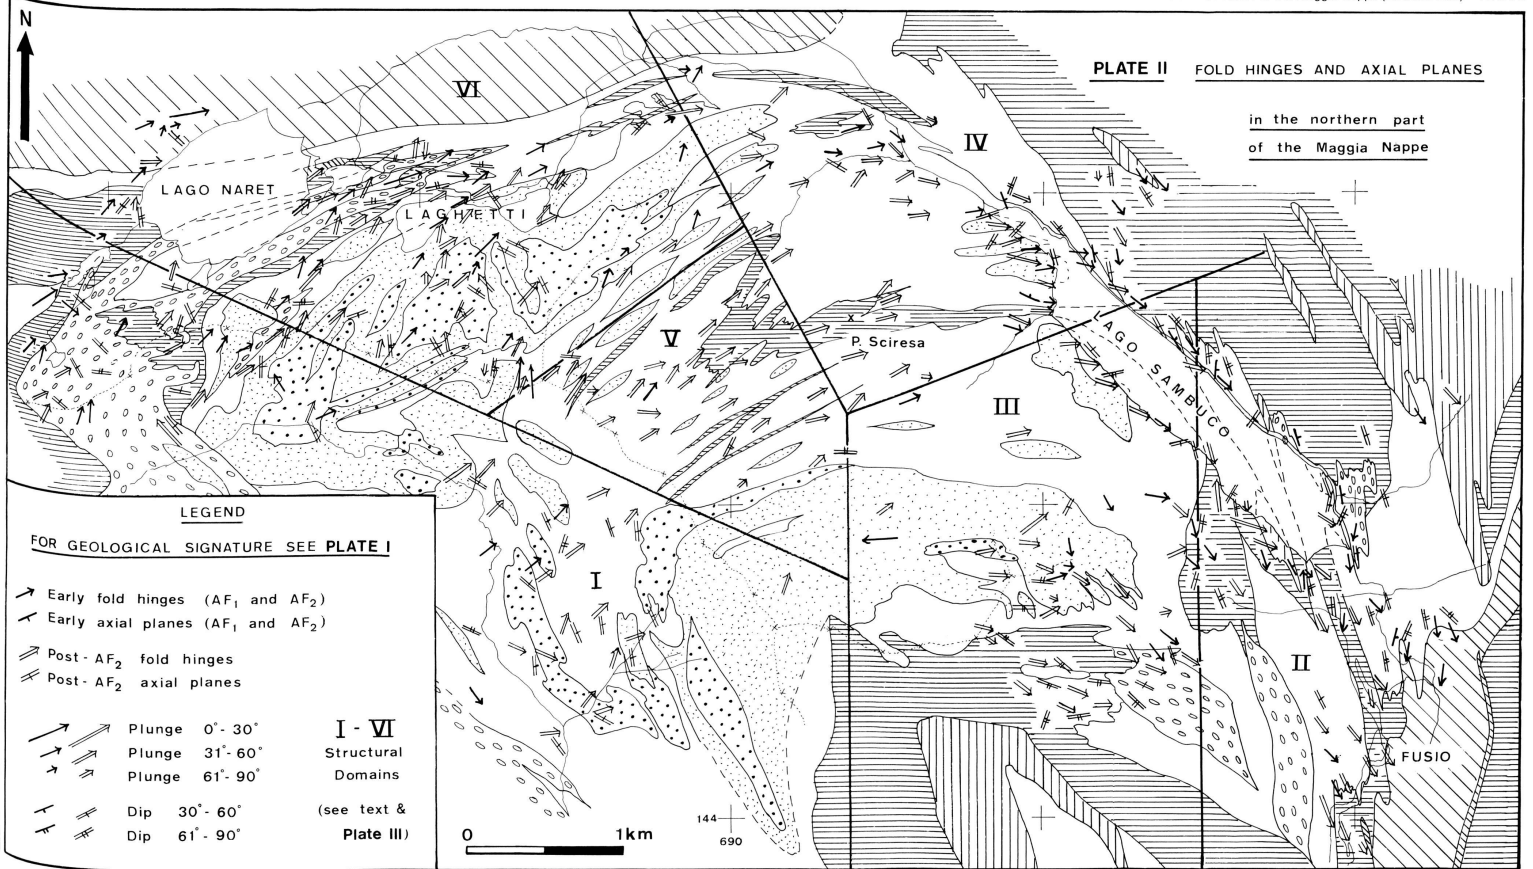 N
PLATE II FOLD HINGES AND AXIAL PLANES
in the northern part
of the Maggia Nappe
VI
IV
LAGO NARET
LAGHETTI
V
P. Sciresa
LAGO SAMBUCO
III
I
II
FUSIO
LEGEND
FOR GEOLOGICAL SIGNATURE SEE PLATE I
Early fold hinges (AF₁ and AF₂)
Early axial planes (AF₁ and AF₂)
Post-AF₂ fold hinges
Post-AF₂ axial planes
Plunge 0°-30°
Plunge 31°-60°
Plunge 61°-90°
Dip 30°-60°
Dip 61°-90°
I - VI
Structural
Domains
(see text &
Plate III)
0 1km
144
690